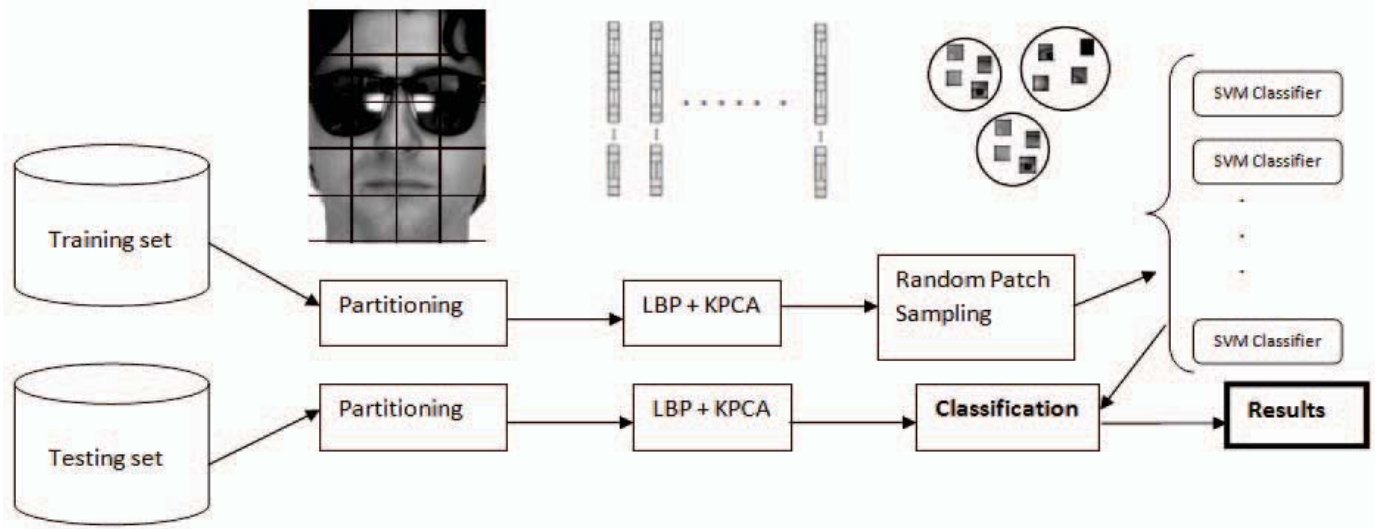 SVM Classifier
SVM Classifier
Training set
Partitioning
LBP + KPCA
Random Patch
Sampling
SVM Classifier
Testing set
Partitioning
LBP + KPCA
Classification
Results